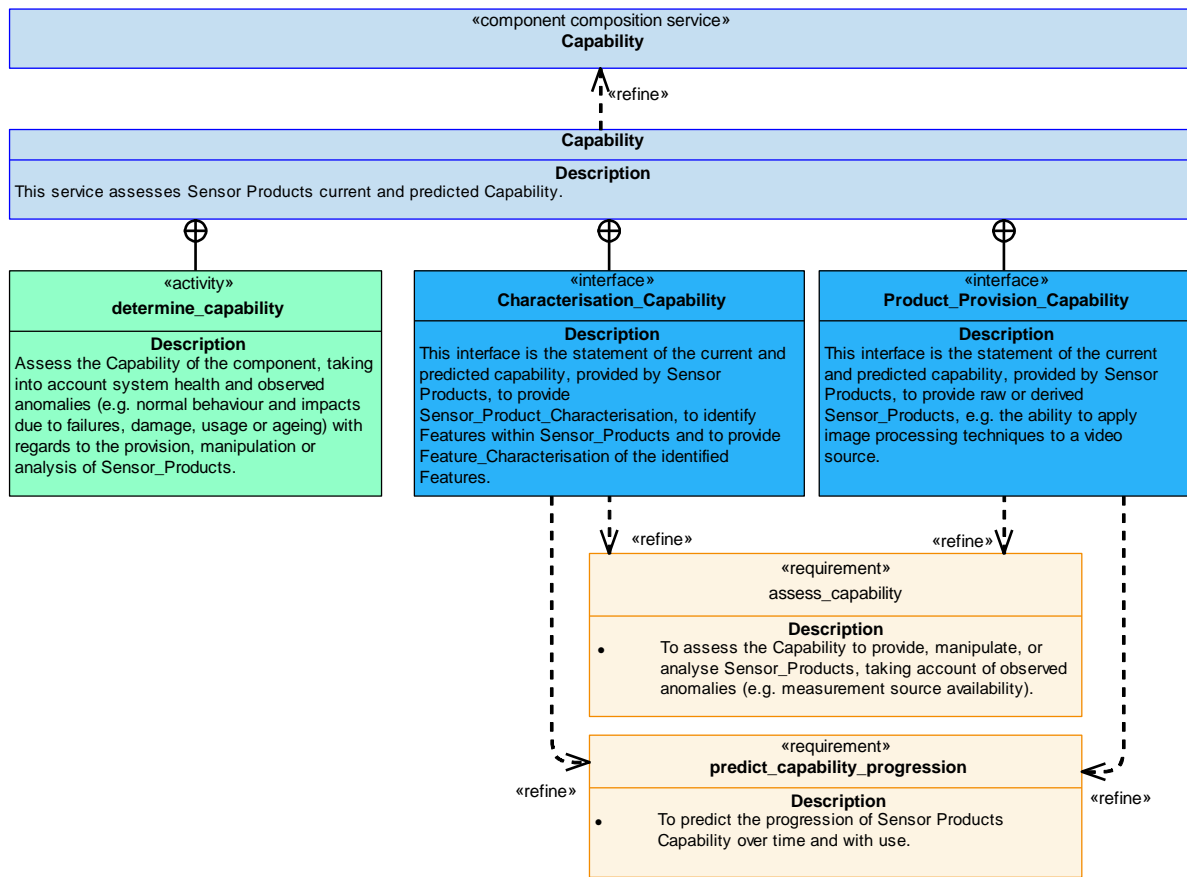 «component composition service»
Capability
«refine»
Capability
Description
This service assesses Sensor Products current and predicted Capability.
«activity»
determine_capability
Description
Assess the Capability of the component, taking
into account system health and observed
anomalies (e.g. normal behaviour and impacts
due to failures, damage, usage or ageing) with
regards to the provision, manipulation or
analysis of Sensor_Products.
«interface»
Characterisation_Capability
Description
This interface is the statement of the current and
predicted capability, provided by Sensor
Products, to provide
Sensor_Product_Characterisation, to identify
Features within Sensor_Products and to provide
Feature_Characterisation of the identified
Features.
«interface»
Product_Provision_Capability
Description
This interface is the statement of the current
and predicted capability, provided by Sensor
Products, to provide raw or derived
Sensor_Products, e.g. the ability to apply
image processing techniques to a video
source.
«refine»
«refine»
«requirement»
assess_capability
Description
• To assess the Capability to provide, manipulate, or
analyse Sensor_Products, taking account of observed
anomalies (e.g. measurement source availability).
«requirement»
predict_capability_progression
«refine»
«refine»
Description
• To predict the progression of Sensor Products
Capability over time and with use.